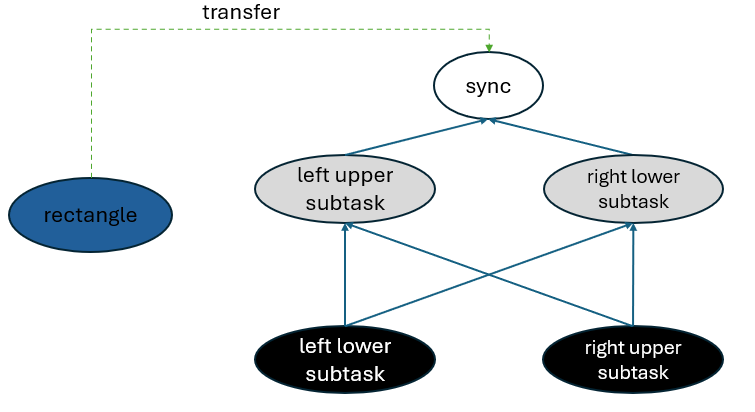 transfer
sync
left upper
subtask
right lower
subtask
rectangle
left lower
subtask
right upper
subtask